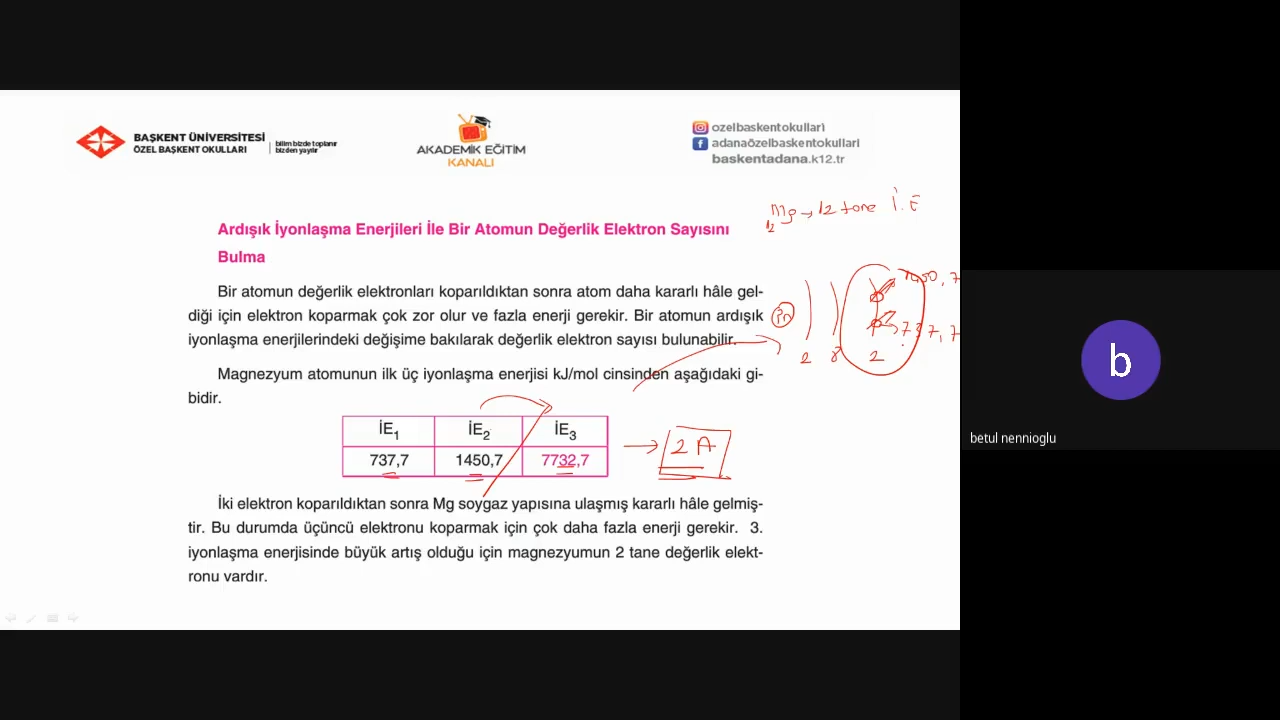 BAŞKENT ÜNİVERSİTESİ
ÖZEL BAŞKENT OKULLARI
bilim bizde toplanır
bizden yayılır
AKADEMİK EĞİTİM
KANALI
ozelbaskentokullari
adanaözelbaskentokullari
baskentadana.k12.tr
₁₂Mg → 12 tane İ.E
Ardışık İyonlaşma Enerjileri İle Bir Atomun Değerlik Elektron Sayısını
Bulma
Bir atomun değerlik elektronları koparıldıktan sonra atom daha kararlı hâle gel-
diği için elektron koparmak çok zor olur ve fazla enerji gerekir. Bir atomun ardışık
iyonlaşma enerjilerindeki değişime bakılarak değerlik elektron sayısı bulunabilir.
1450,7
737,7
2 8 2
Magnezyum atomunun ilk üç iyonlaşma enerjisi kJ/mol cinsinden aşağıdaki gi-
bidir.
İE₁ İE₂ İE₃
737,7 1450,7 7732,7
→ 2A
İki elektron koparıldıktan sonra Mg soygaz yapısına ulaşmış kararlı hâle gelmiş-
tir. Bu durumda üçüncü elektronu koparmak için çok daha fazla enerji gerekir. 3.
iyonlaşma enerjisinde büyük artış olduğu için magnezyumun 2 tane değerlik elekt-
ronu vardır.
b
betul nennioglu